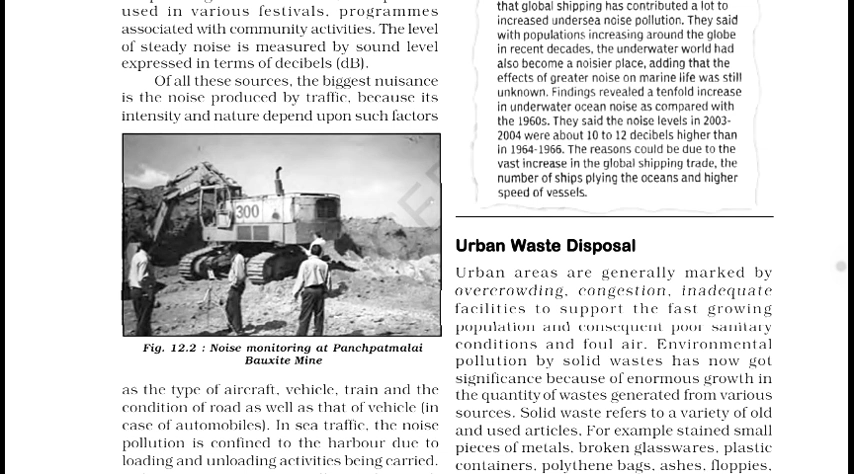 used in various festivals, programmes
associated with community activities. The level
of steady noise is measured by sound level
expressed in terms of decibels (dB).
Of all these sources, the biggest nuisance
is the noise produced by traffic, because its
intensity and nature depend upon such factors
300
Fig. 12.2 : Noise monitoring at Panchpatmalai
Bauxite Mine
as the type of aircraft, vehicle, train and the
condition of road as well as that of vehicle (in
case of automobiles). In sea traffic, the noise
pollution is confined to the harbour due to
loading and unloading activities being carried.
that global shipping has contributed a lot to
increased undersea noise pollution. They said
with populations increasing around the globe
in recent decades, the underwater world had
also become a noisier place, adding that the
effects of greater noise on marine life was still
unknown. Findings revealed a tenfold increase
in underwater ocean noise as compared with
the 1960s. They said the noise levels in 2003-
2004 were about 10 to 12 decibels higher than
in 1964-1966. The reasons could be due to the
vast increase in the global shipping trade, the
number of ships plying the oceans and higher
speed of vessels.
Urban Waste Disposal
Urban areas are generally marked by
overcrowding, congestion, inadequate
facilities to support the fast growing
population and consequent poor sanitary
conditions and foul air. Environmental
pollution by solid wastes has now got
significance because of enormous growth in
the quantity of wastes generated from various
sources. Solid waste refers to a variety of old
and used articles. For example stained small
pieces of metals, broken glasswares, plastic
containers, polythene bags, ashes, floppies,